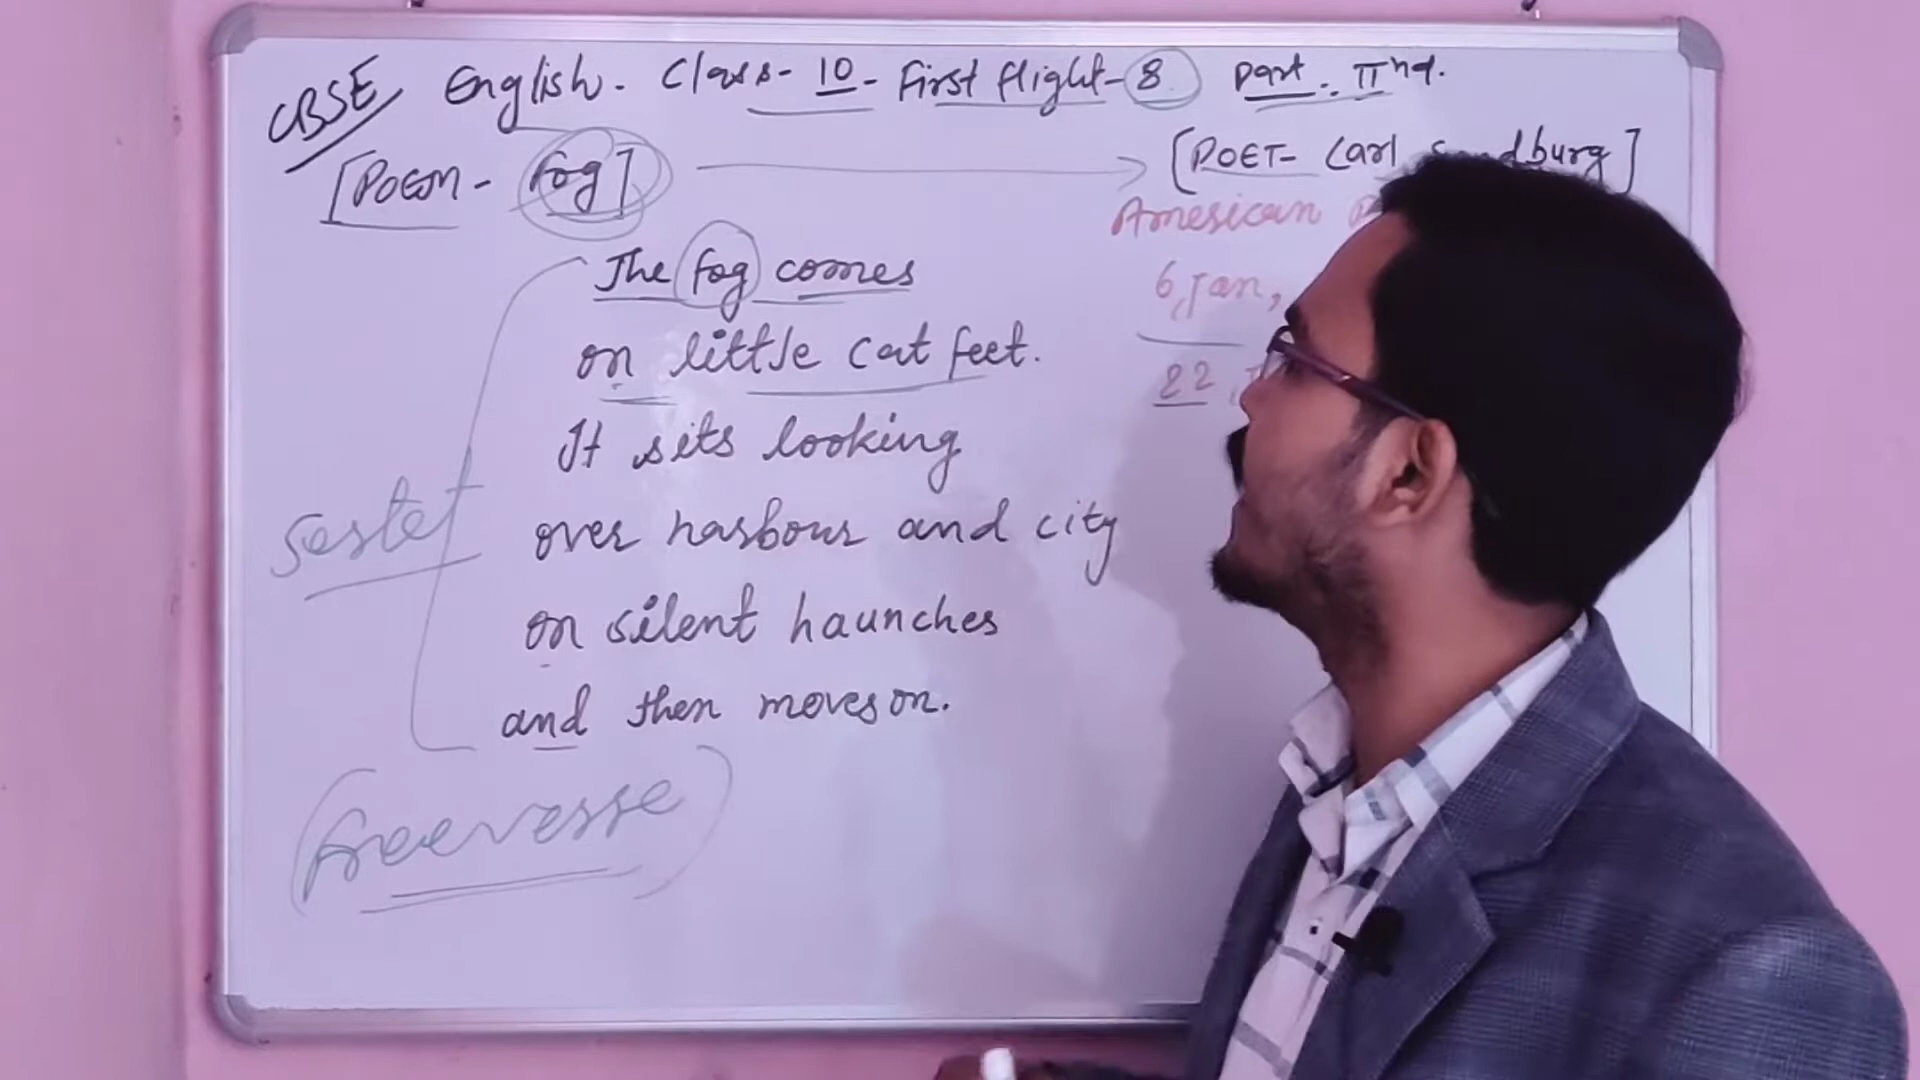 CBSE English. Class-10-First flight-8 Part. IInd.
[POEM- Fog] [POET- Carl Sandburg]
American
6, Jan,
22,
The fog comes
on little cat feet.
It sits looking
over harbour and city
on silent haunches
and then moves on.
Sestet
(freeverse)